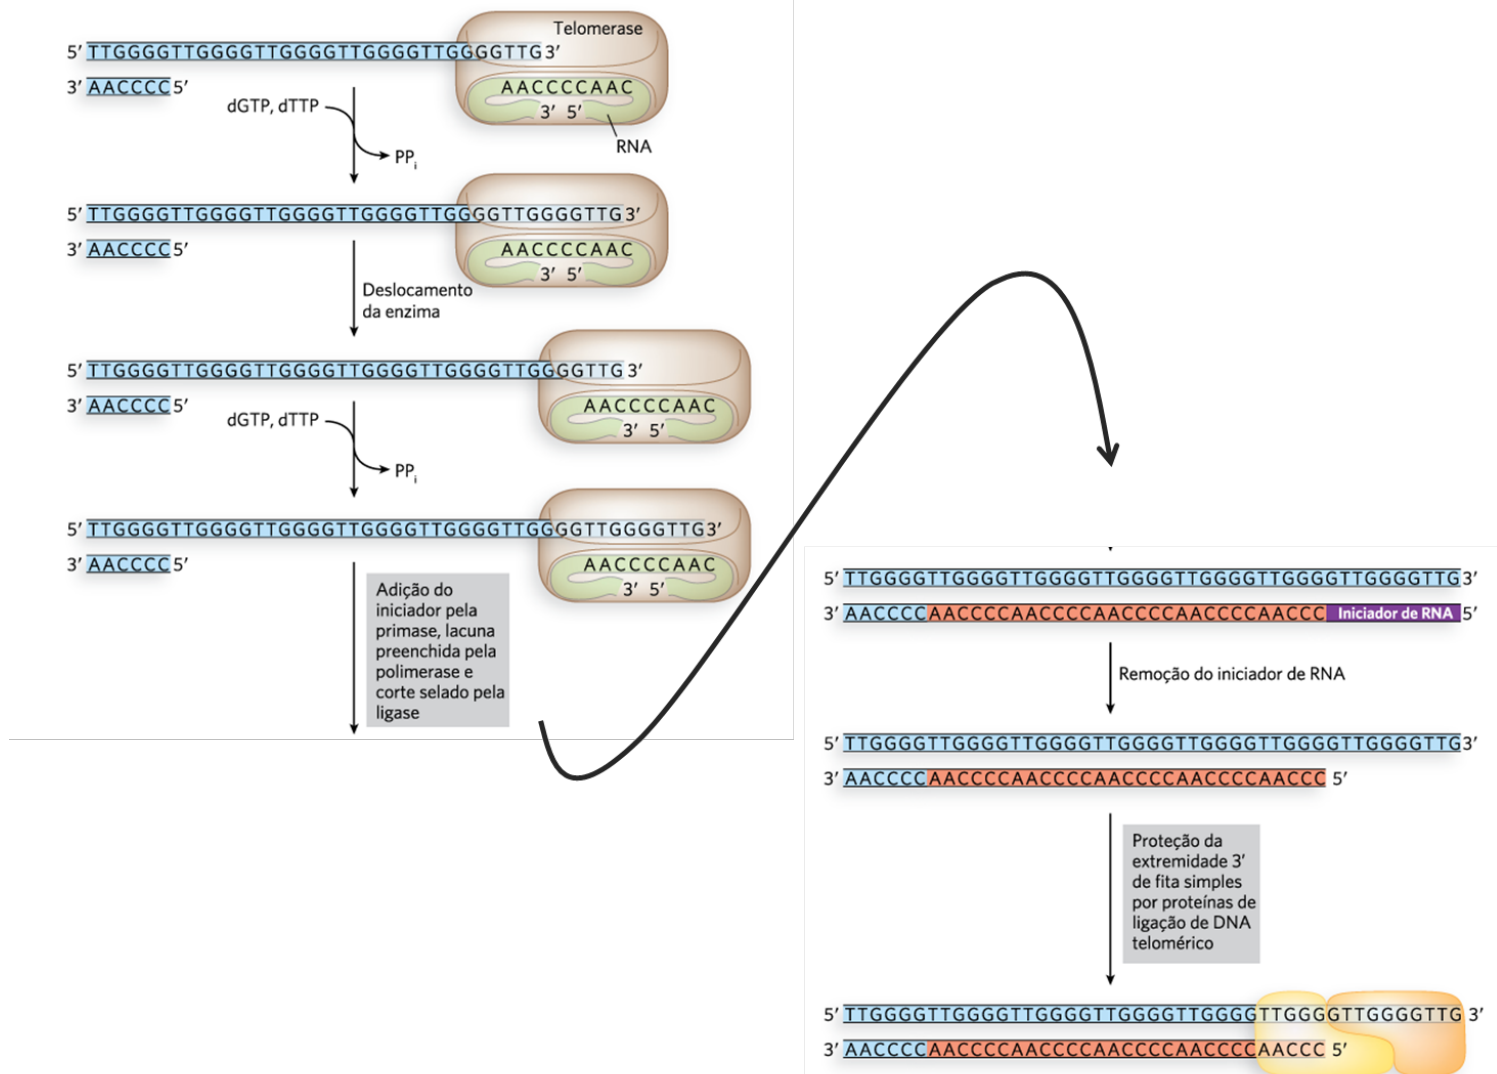 Telomerase
5′ TTGGGGTTGGGGTTGGGGTTGGGGTTGGGGTTG 3′
3′ AACCCC 5′
AACCCCAAC
dGTP, dTTP
3′ 5′
RNA
PPi
5′ TTGGGGTTGGGGTTGGGGTTGGGGTTGGGGTTGGGGTTG 3′
3′ AACCCC 5′
AACCCCAAC
3′ 5′
Deslocamento
da enzima
5′ TTGGGGTTGGGGTTGGGGTTGGGGTTGGGGTTGGGGTTG 3′
3′ AACCCC 5′
AACCCCAAC
dGTP, dTTP
3′ 5′
PPi
5′ TTGGGGTTGGGGTTGGGGTTGGGGTTGGGGTTGGGGTTGGGGTTG 3′
3′ AACCCC 5′
AACCCCAAC
3′ 5′
Adição do
iniciador pela
primase, lacuna
preenchida pela
polimerase e
corte selado pela
ligase
5′ TTGGGGTTGGGGTTGGGGTTGGGGTTGGGGTTGGGGTTGGGGTTG 3′
3′ AACCCCAACCCCAACCCCAACCCCAACCCCAACCC Iniciador de RNA 5′
Remoção do iniciador de RNA
5′ TTGGGGTTGGGGTTGGGGTTGGGGTTGGGGTTGGGGTTGGGGTTG 3′
3′ AACCCCAACCCCAACCCCAACCCCAACCCCAACCC 5′
Proteção da
extremidade 3′
de fita simples
por proteínas de
ligação de DNA
telomérico
5′ TTGGGGTTGGGGTTGGGGTTGGGGTTGGGGTTGGGGTTGGGGTTG 3′
3′ AACCCCAACCCCAACCCCAACCCCAACCCCAACCC 5′